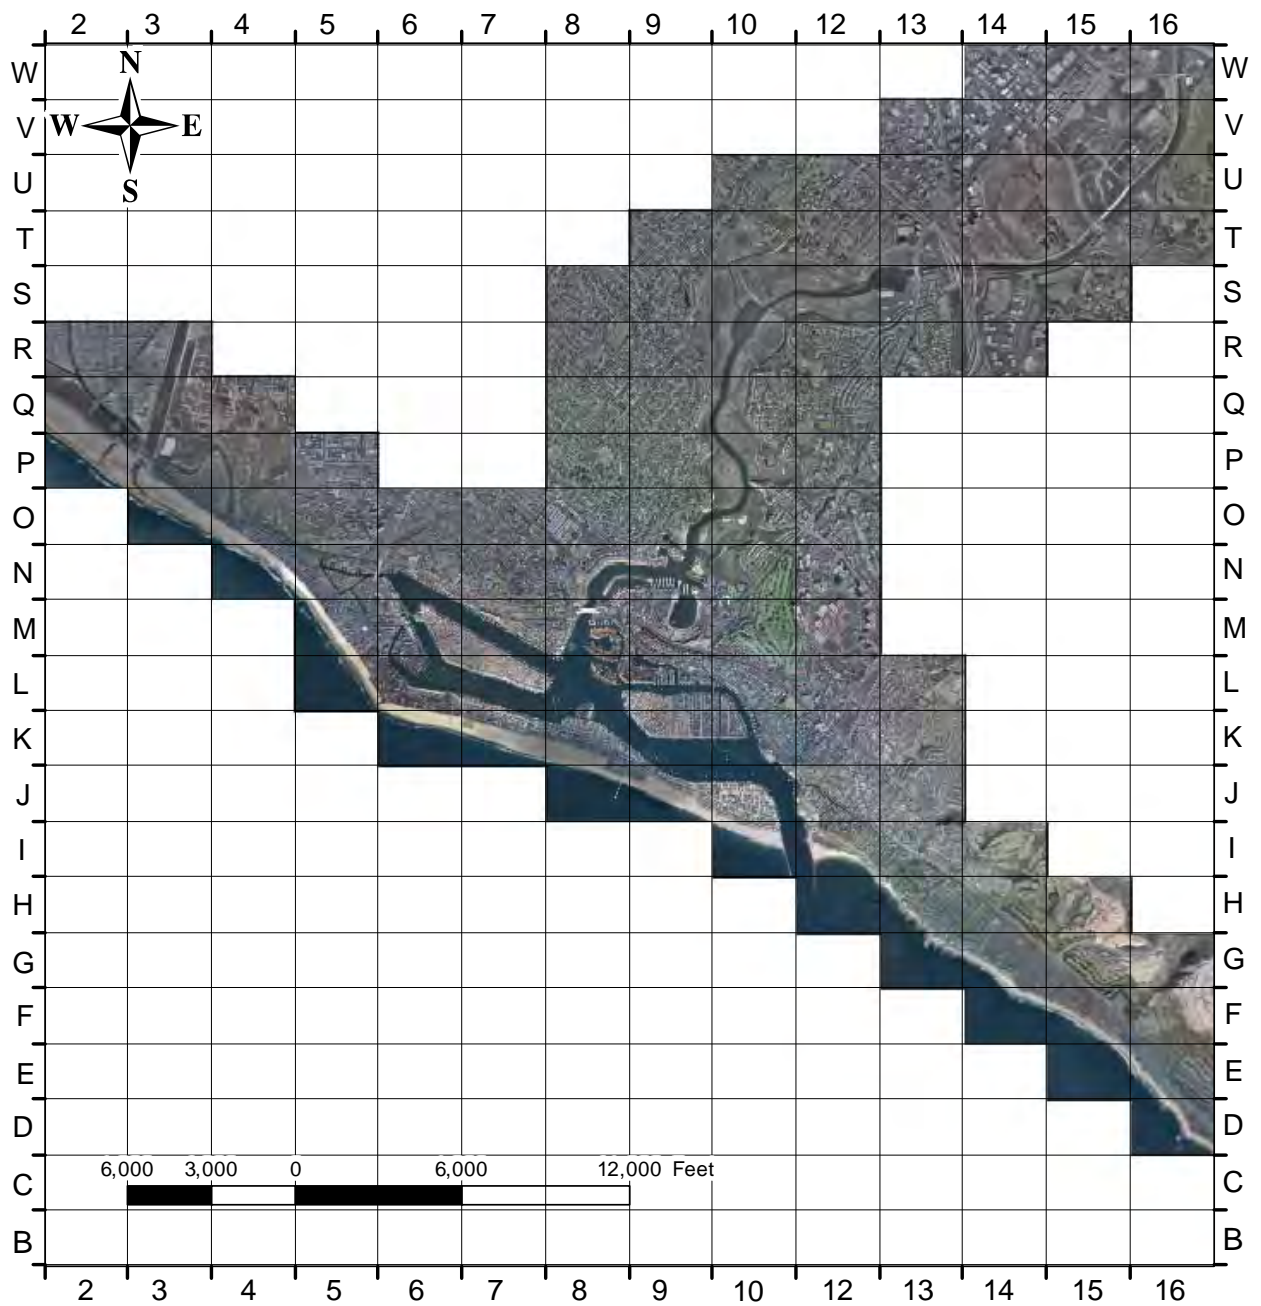 2 3 4 5 6 7 8 9 10 12 13 14 15 16
W N W
V W E V
U S U
T T
S S
R R
Q Q
P P
O O
N N
M M
L L
K K
J J
I I
H H
G G
F F
E E
D D
6,000 3,000 0 6,000 12,000 Feet
C C
B B
2 3 4 5 6 7 8 9 10 12 13 14 15 16